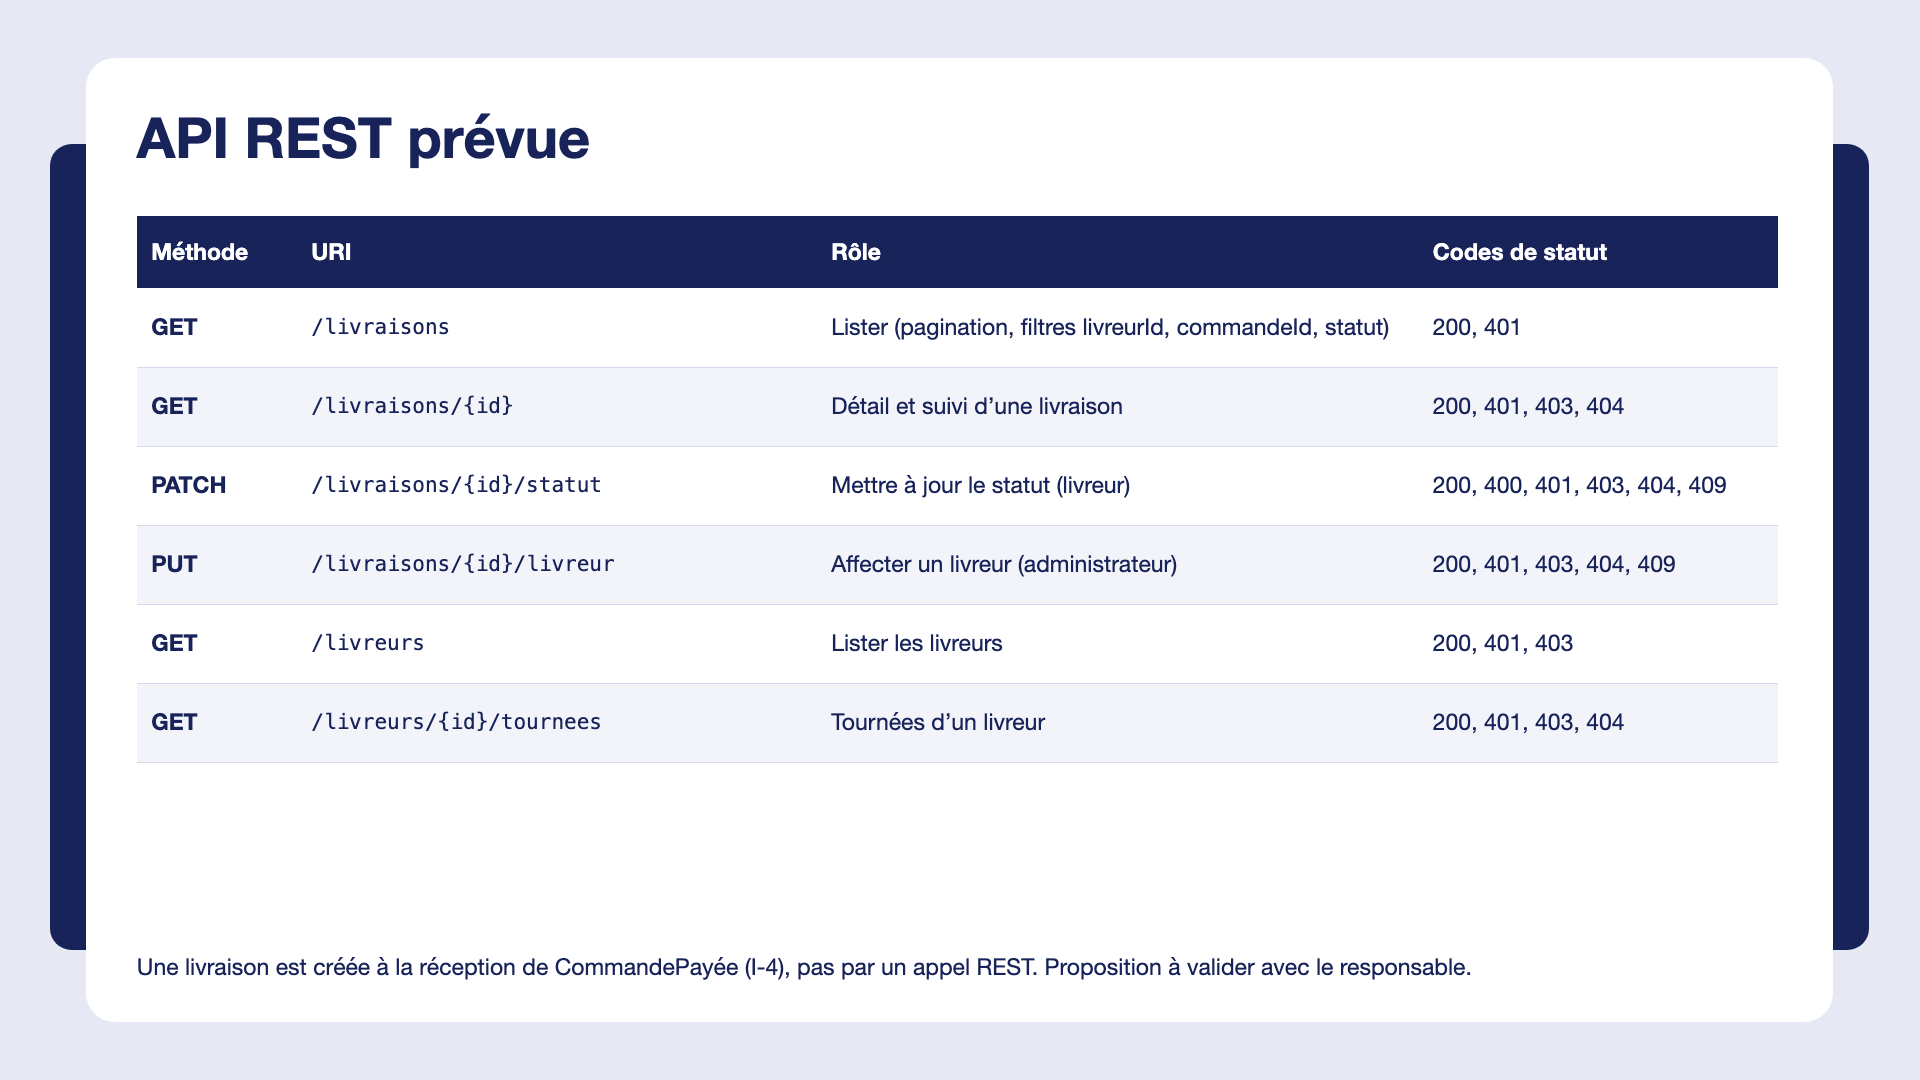 API REST prévue
Méthode URI Rôle Codes de statut
GET /livraisons Lister (pagination, filtres livreurId, commandeId, statut) 200, 401
GET /livraisons/{id} Détail et suivi d’une livraison 200, 401, 403, 404
PATCH /livraisons/{id}/statut Mettre à jour le statut (livreur) 200, 400, 401, 403, 404, 409
PUT /livraisons/{id}/livreur Affecter un livreur (administrateur) 200, 401, 403, 404, 409
GET /livreurs Lister les livreurs 200, 401, 403
GET /livreurs/{id}/tournees Tournées d’un livreur 200, 401, 403, 404
Une livraison est créée à la réception de CommandePayée (I-4), pas par un appel REST. Proposition à valider avec le responsable.